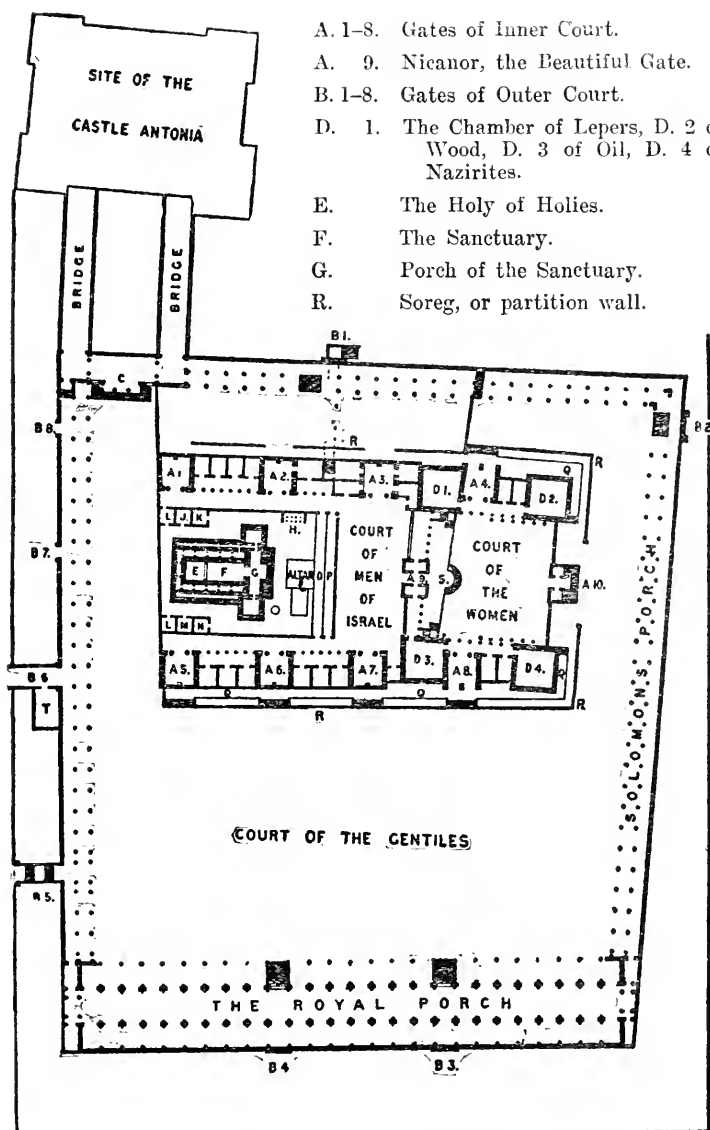 A. 1–8. Gates of Inner Court.
A. 9. Nicanor, the Beautiful Gate.
B. 1–8. Gates of Outer Court.
D. 1. The Chamber of Lepers, D. 2
Wood, D. 3 of Oil, D. 4
Nazirites.
E. The Holy of Holies.
F. The Sanctuary.
G. Porch of the Sanctuary.
R. Soreg, or partition wall.
SITE OF THE
CASTLE ANTONIA
BRIDGE
BRIDGE
B1.
C
B8.
B2
R
Q
R
A1
A2.
A3.
D1.
A4.
D2.
L J. K
H.
B7.
COURT
OF
MEN
OF
ISRAEL
COURT
OF
THE
WOMEN
E F G
ALTAR
P
A9.
S.
A10.
L M N
O
B6
T
A5.
A6.
A7.
D3.
A8.
D4.
Q
Q
Q
R
R
SOLOMONS PORCH
COURT OF THE GENTILES
5.
THE ROYAL PORCH
B4
B3.